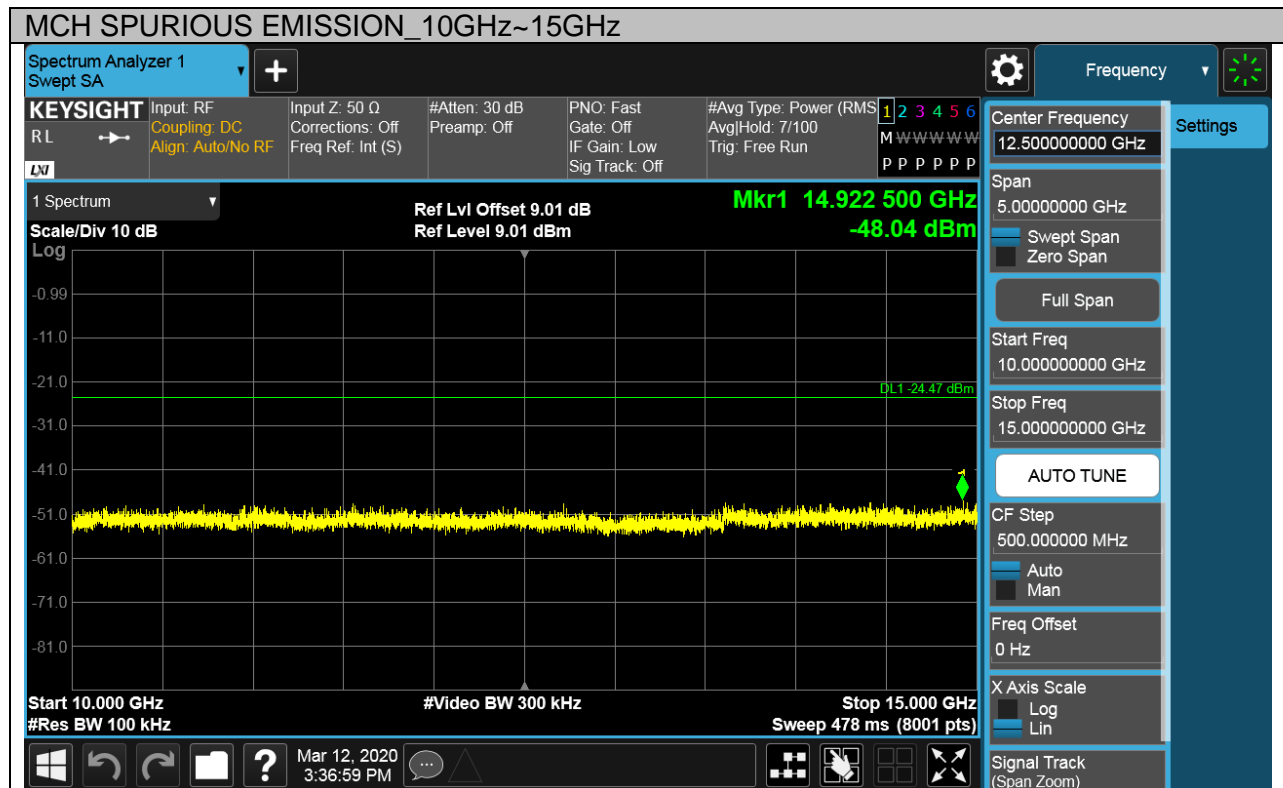 MCH SPURIOUS EMISSION_10GHz~15GHz
Spectrum Analyzer 1
Swept SA
Frequency
KEYSIGHT
R L
LXI
Input: RF
Coupling: DC
Align: Auto/No RF
Input Z: 50 Ω
Corrections: Off
Freq Ref: Int (S)
#Atten: 30 dB
Preamp: Off
PNO: Fast
Gate: Off
IF Gain: Low
Sig Track: Off
#Avg Type: Power (RMS
Avg|Hold: 7/100
Trig: Free Run
1 2 3 4 5 6
M W W W W W
P P P P P P
1 Spectrum
Scale/Div 10 dB
Ref Lvl Offset 9.01 dB
Ref Level 9.01 dBm
Mkr1 14.922 500 GHz
-48.04 dBm
Log
-0.99
-11.0
-21.0
DL1 -24.47 dBm
-31.0
-41.0
1
-51.0
-61.0
-71.0
-81.0
Start 10.000 GHz
#Video BW 300 kHz
Stop 15.000 GHz
#Res BW 100 kHz
Sweep 478 ms (8001 pts)
Mar 12, 2020
3:36:59 PM
?
Center Frequency
12.500000000 GHz
Settings
Span
5.00000000 GHz
Swept Span
Zero Span
Full Span
Start Freq
10.000000000 GHz
Stop Freq
15.000000000 GHz
AUTO TUNE
CF Step
500.000000 MHz
Auto
Man
Freq Offset
0 Hz
X Axis Scale
Log
Lin
Signal Track
(Span Zoom)